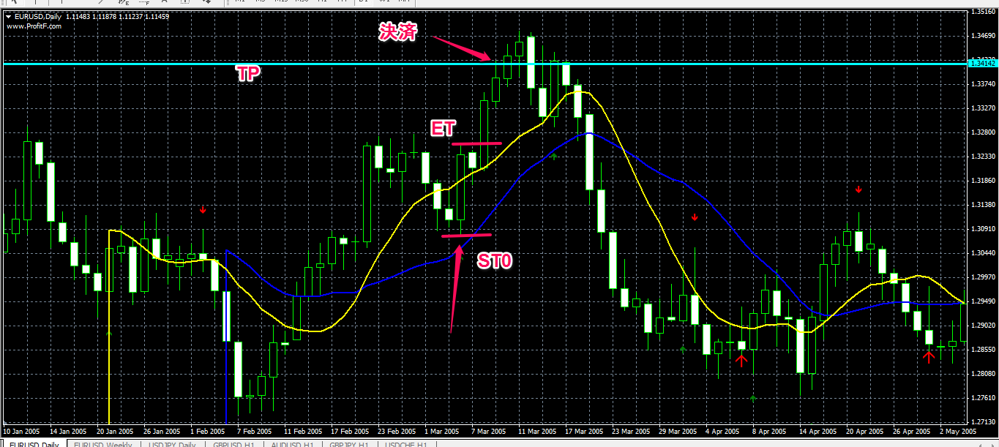 EURUSD,Daily 1.11483 1.11878 1.11237 1.11459
www.ProfitF.com
決済
TP
ET
ST0
1.35160
1.34690
1.34142
1.33740
1.33270
1.32800
1.32330
1.31860
1.31380
1.30910
1.30440
1.29970
1.29490
1.29020
1.28550
1.28080
1.27610
1.27130
10 Jan 2005 14 Jan 2005 20 Jan 2005 26 Jan 2005 1 Feb 2005 7 Feb 2005 11 Feb 2005 17 Feb 2005 23 Feb 2005 1 Mar 2005 7 Mar 2005 11 Mar 2005 17 Mar 2005 23 Mar 2005 29 Mar 2005 4 Apr 2005 8 Apr 2005 14 Apr 2005 20 Apr 2005 26 Apr 2005 2 May 2005
EURUSD,Daily EURUSD,Weekly USDJPY,Daily GBPUSD,H1 AUDUSD,H1 GBPJPY,H1 USDCHF,H1